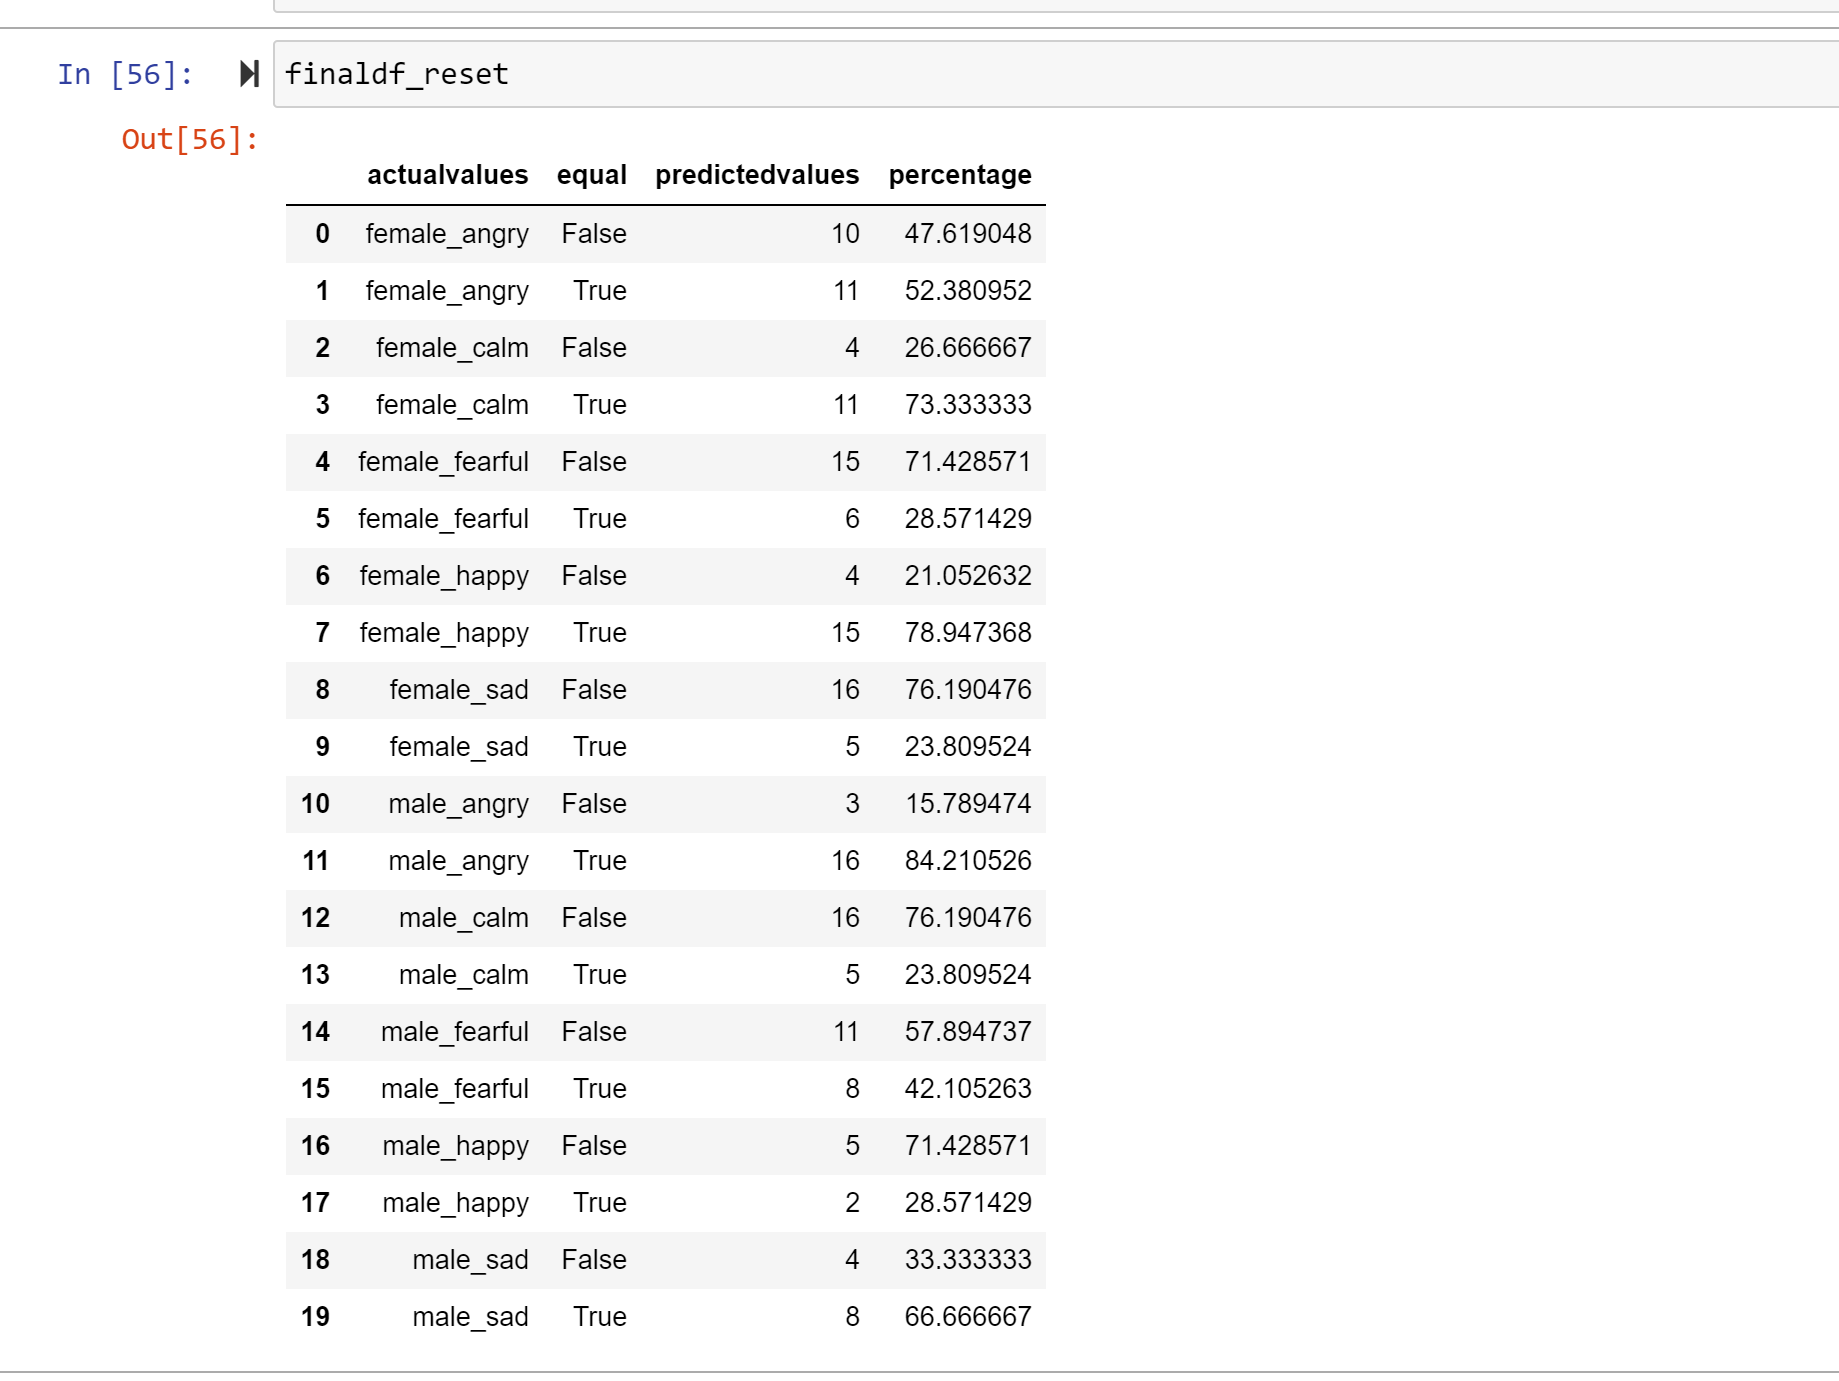 In [56]: finaldf_reset
Out[56]:
actualvalues equal predictedvalues percentage
0 female_angry False 10 47.619048
1 female_angry True 11 52.380952
2 female_calm False 4 26.666667
3 female_calm True 11 73.333333
4 female_fearful False 15 71.428571
5 female_fearful True 6 28.571429
6 female_happy False 4 21.052632
7 female_happy True 15 78.947368
8 female_sad False 16 76.190476
9 female_sad True 5 23.809524
10 male_angry False 3 15.789474
11 male_angry True 16 84.210526
12 male_calm False 16 76.190476
13 male_calm True 5 23.809524
14 male_fearful False 11 57.894737
15 male_fearful True 8 42.105263
16 male_happy False 5 71.428571
17 male_happy True 2 28.571429
18 male_sad False 4 33.333333
19 male_sad True 8 66.666667